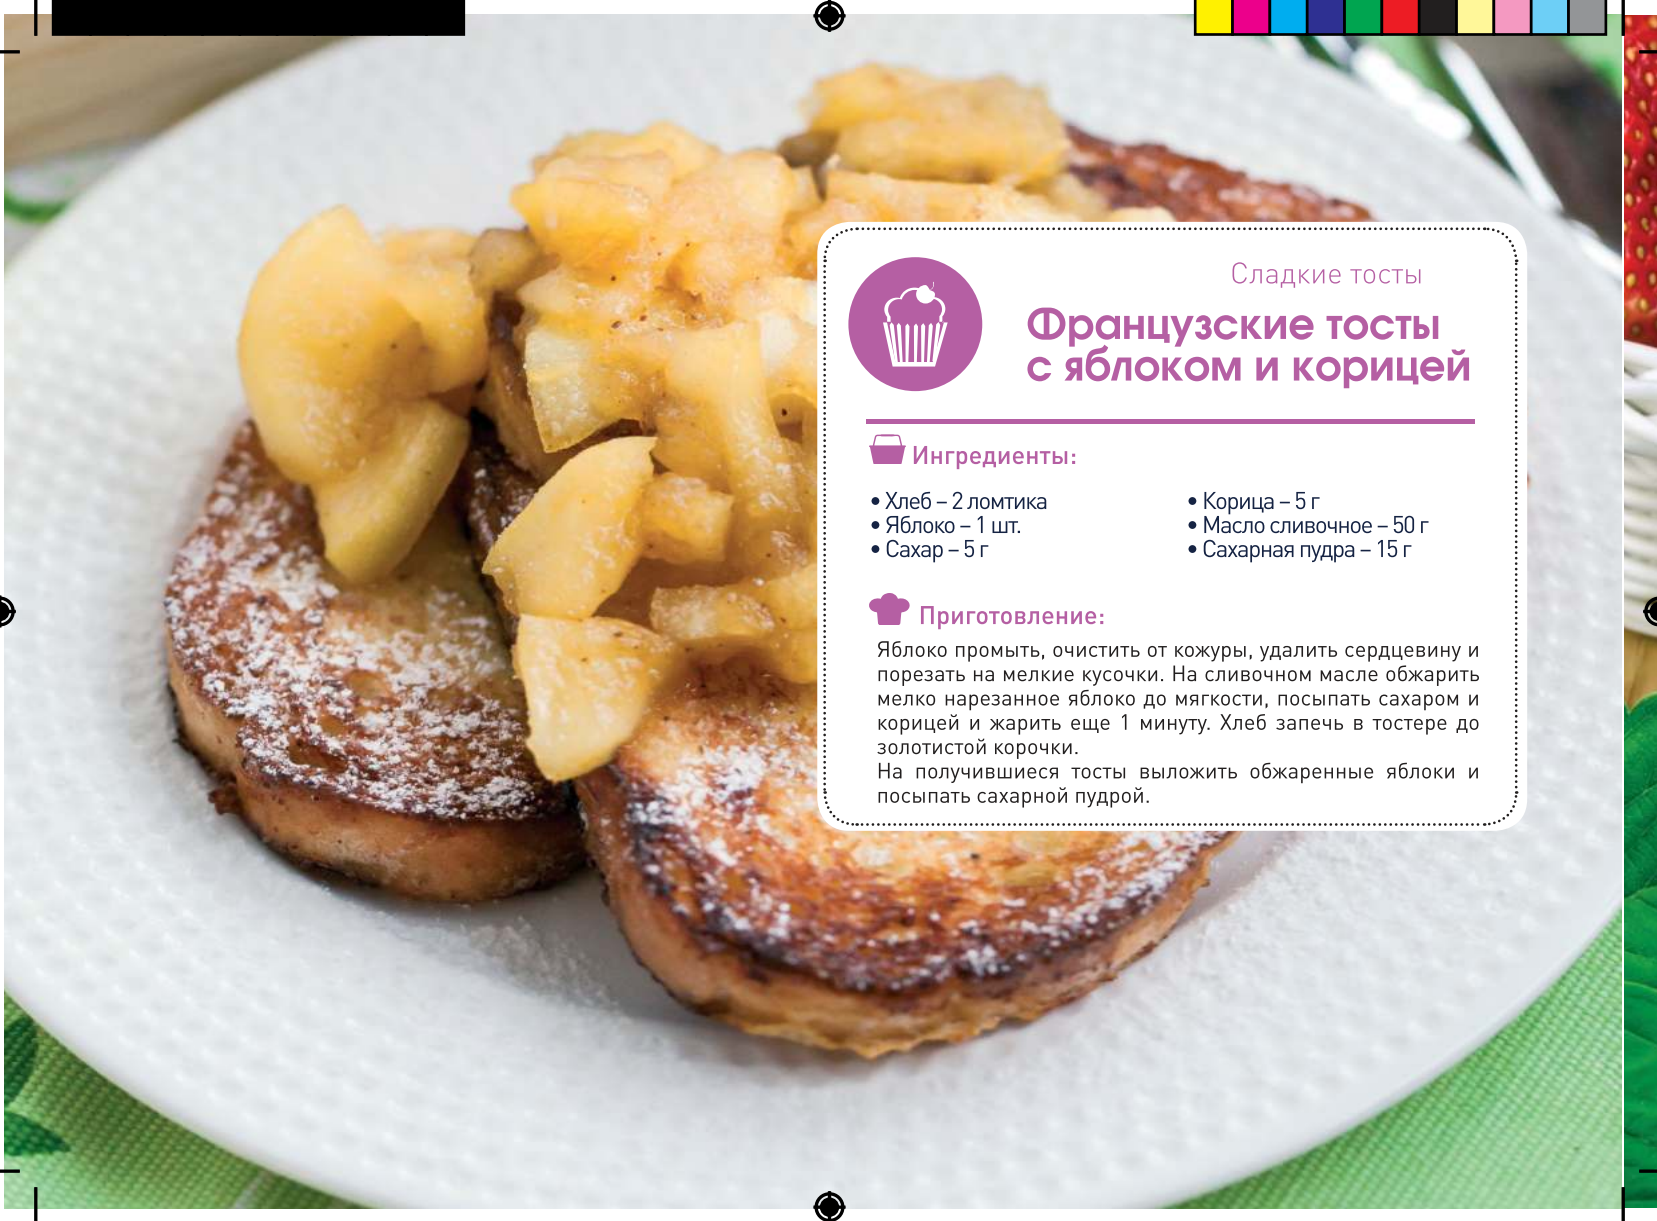 Сладкие тосты
Французские тосты
с яблоком и корицей
Ингредиенты:
• Хлеб – 2 ломтика
• Яблоко – 1 шт.
• Сахар – 5 г
• Корица – 5 г
• Масло сливочное – 50 г
• Сахарная пудра – 15 г
Приготовление:
Яблоко промыть, очистить от кожуры, удалить сердцевину и
порезать на мелкие кусочки. На сливочном масле обжарить
мелко нарезанное яблоко до мягкости, посыпать сахаром и
корицей и жарить еще 1 минуту. Хлеб запечь в тостере до
золотистой корочки.
На получившиеся тосты выложить обжаренные яблоки и
посыпать сахарной пудрой.